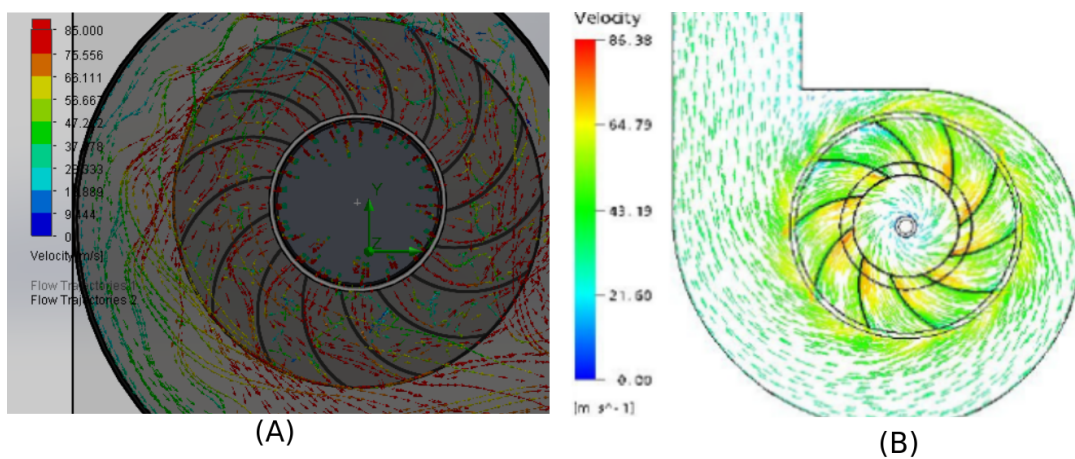 85.000
75.556
66.111
56.667
47.222
37.778
28.333
18.889
9.444
0
Velocity [m/s]
Flow Trajectories 1
Flow Trajectories 2
Y
Z
(A)
Velocity
86.38
64.79
43.19
21.60
0.00
[m s^-1]
(B)